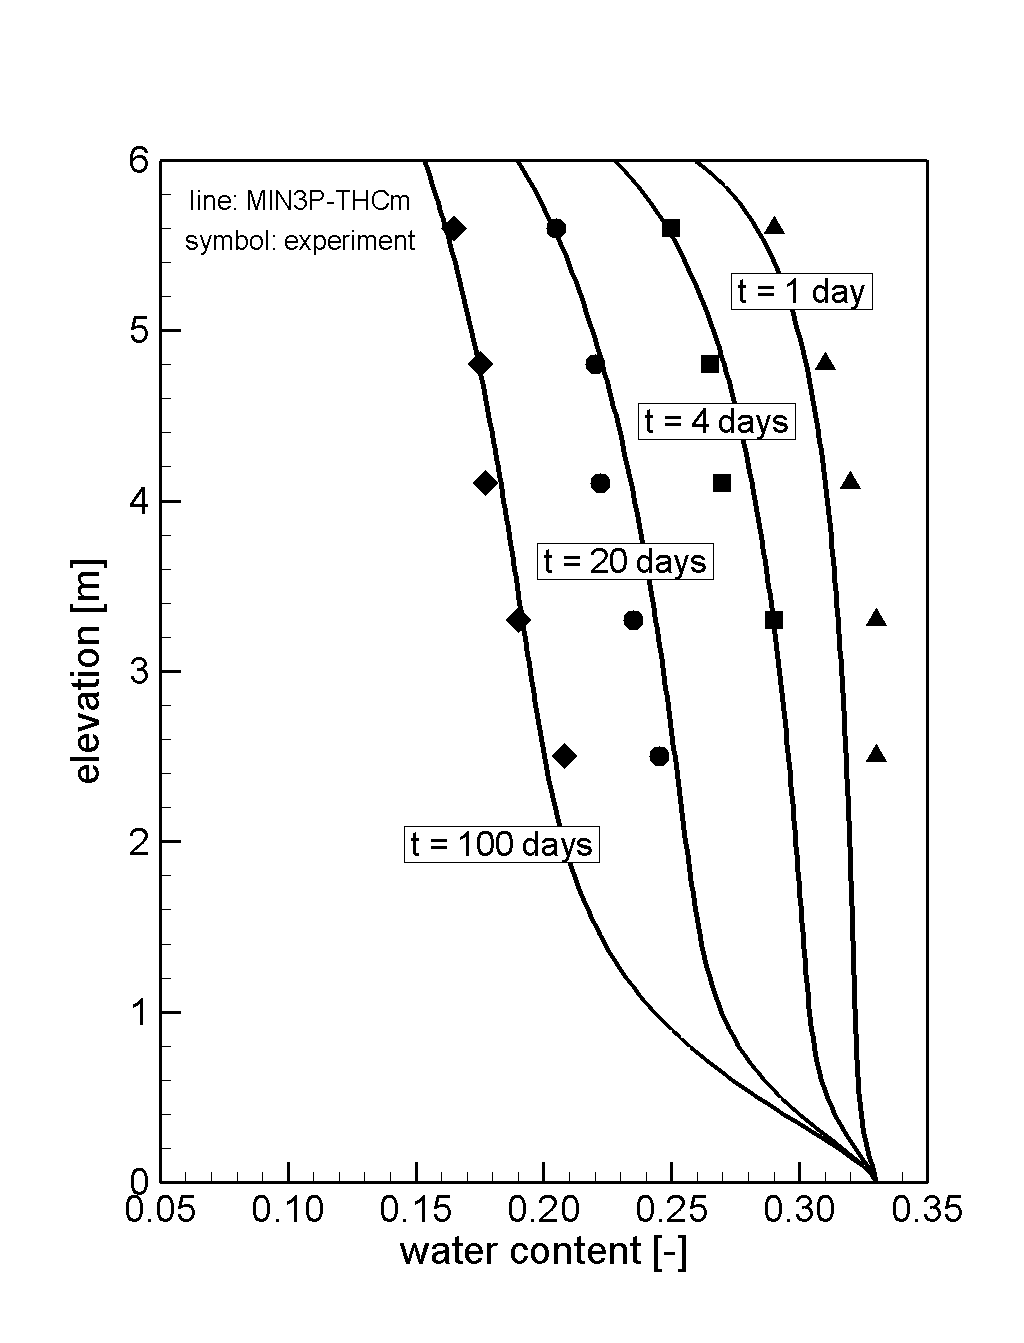 6
line: MIN3P-THCm
symbol: experiment
t = 1 day
5
t = 4 days
4
t = 20 days
elevation [m]
3
t = 100 days
2
1
0
0.05 0.10 0.15 0.20 0.25 0.30 0.35
water content [-]